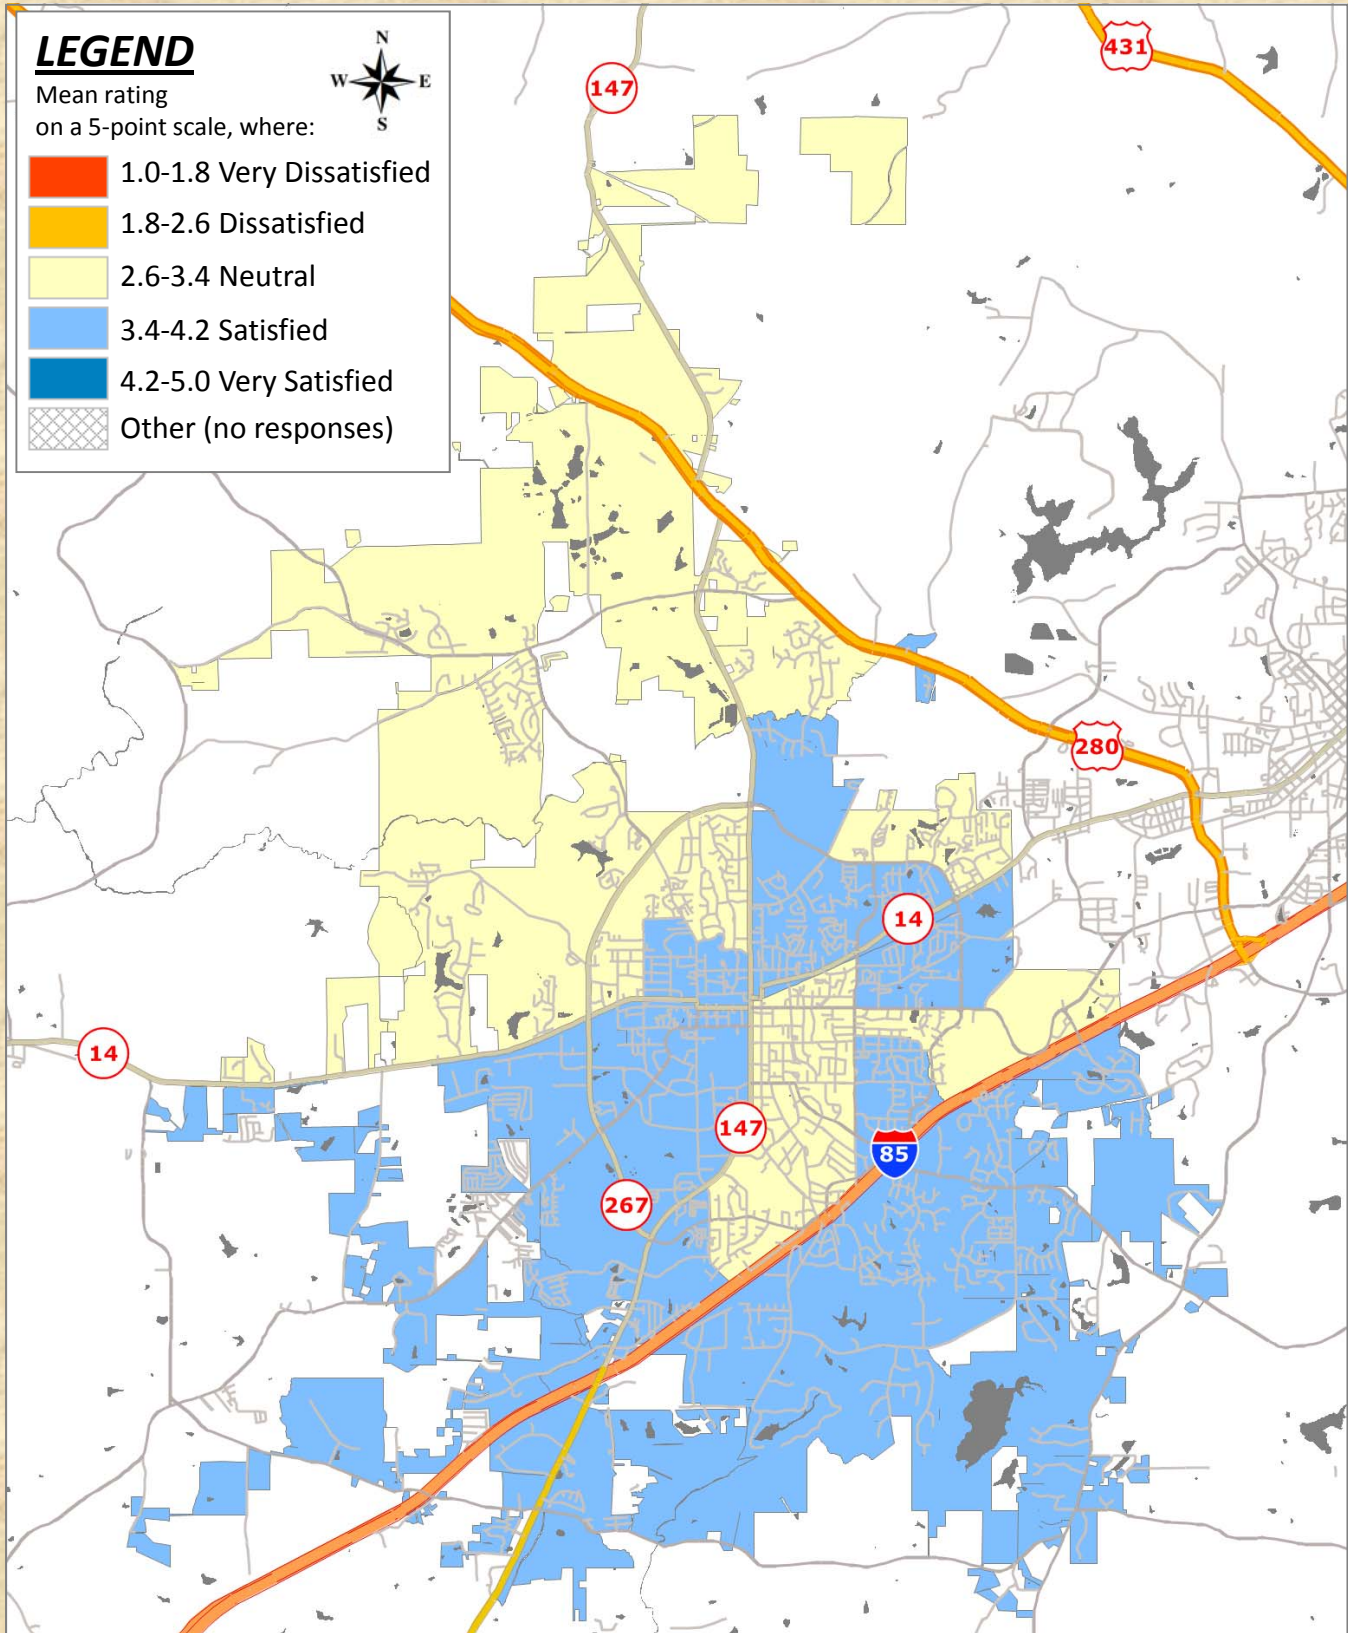 LEGEND
N
W E
S
Mean rating
on a 5-point scale, where:
1.0-1.8 Very Dissatisfied
1.8-2.6 Dissatisfied
2.6-3.4 Neutral
3.4-4.2 Satisfied
4.2-5.0 Very Satisfied
Other (no responses)
431
147
280
14
14
147
85
267